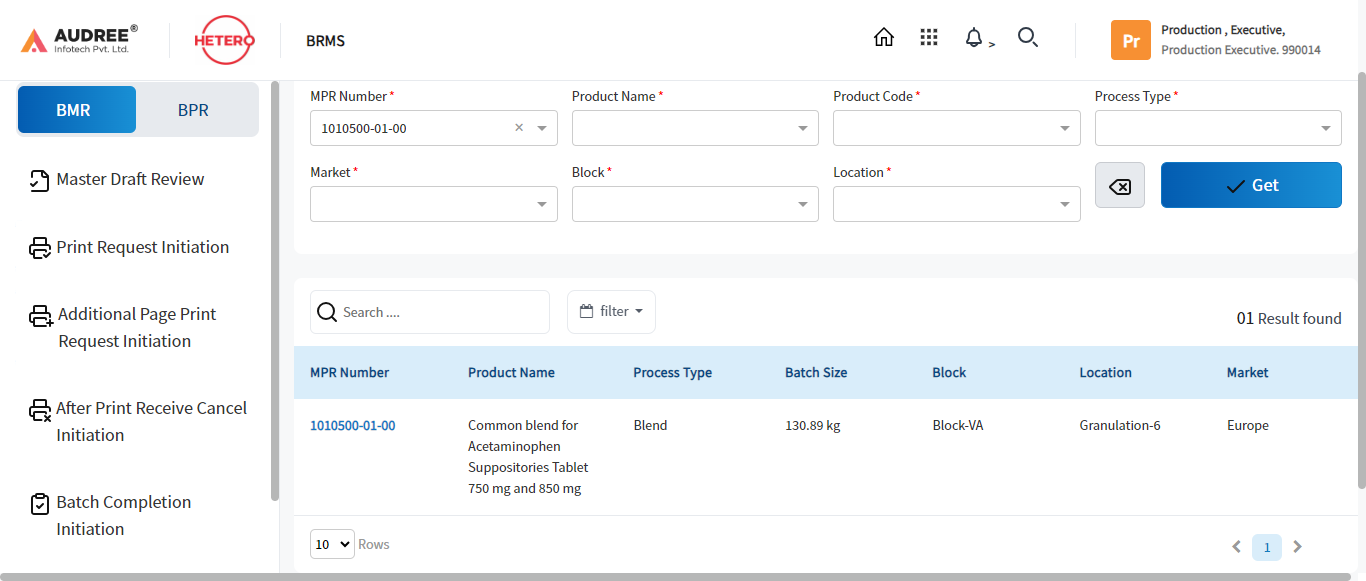 AUDREE®
Infotech Pvt. Ltd.
HETERO
BRMS
>
Pr
Production , Executive,
Production Executive. 990014
BMR
BPR
Master Draft Review
Print Request Initiation
Additional Page Print
Request Initiation
After Print Receive Cancel
Initiation
Batch Completion
Initiation
MPR Number * Product Name * Product Code * Process Type *
1010500-01-00 ×
Market * Block * Location *
Get
Search ....
filter
01 Result found
MPR Number Product Name Process Type Batch Size Block Location Market
1010500-01-00 Common blend for Blend 130.89 kg Block-VA Granulation-6 Europe
Acetaminophen
Suppositories Tablet
750 mg and 850 mg
10 Rows
1